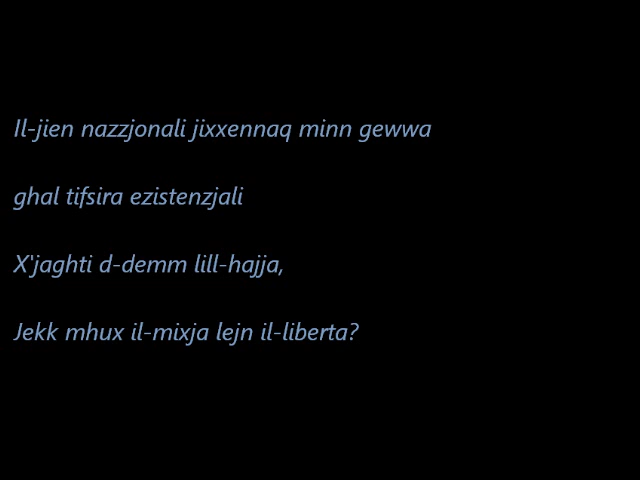 Il-jien nazzjonali jixxennaq minn gewwa
ghal tifsira ezistenzjali
X'jaghti d-demm lill-hajja,
Jekk mhux il-mixja lejn il-liberta?